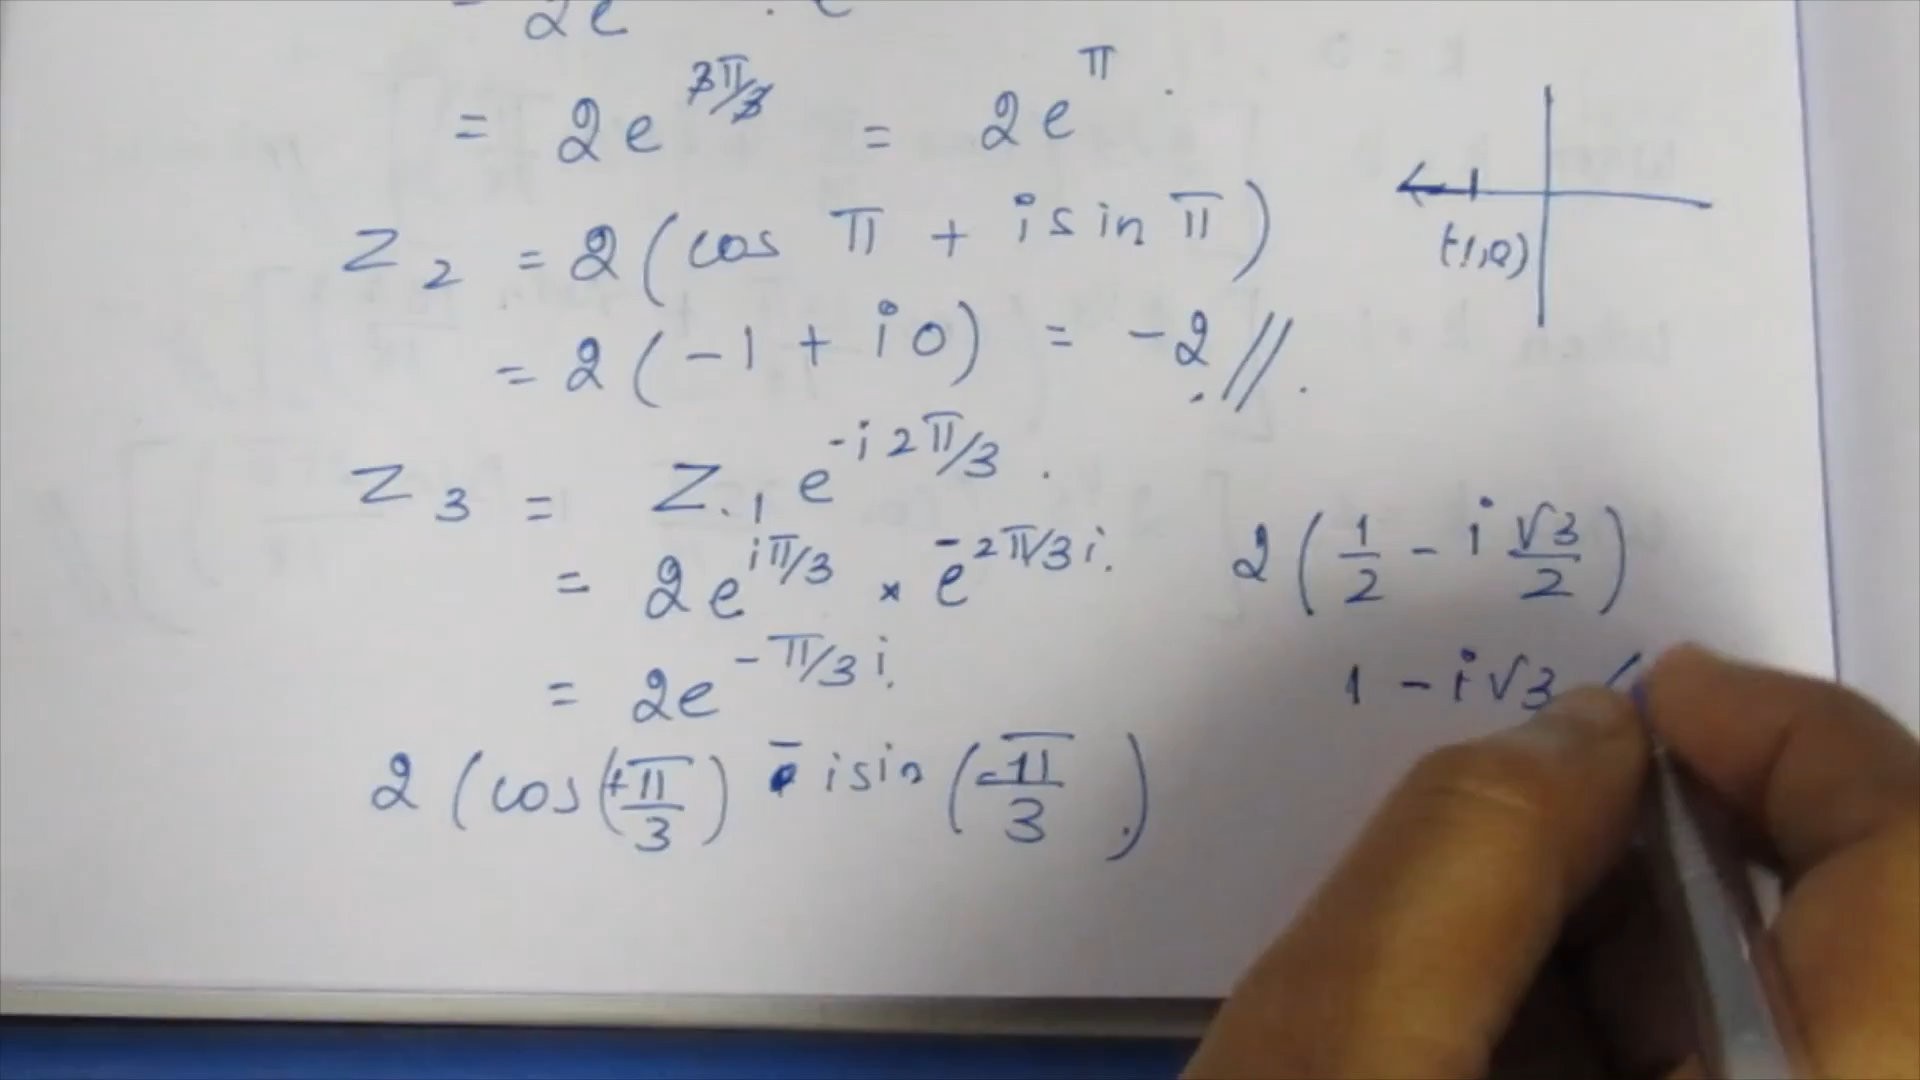 2e
= 2e^{3π/3} = 2e^{π}.
Z₂ = 2(cos π + i sin π)
(-1,0)
= 2(-1 + i0) = -2//.
Z₃ = Z₁ e^{-i2π/3}.
= 2e^{iπ/3} × e^{-2π/3 i}.
= 2e^{-π/3 i}.
2(cos(+π/3) - i sin(-π/3))
2(1/2 - i √3/2)
1 - i√3 /